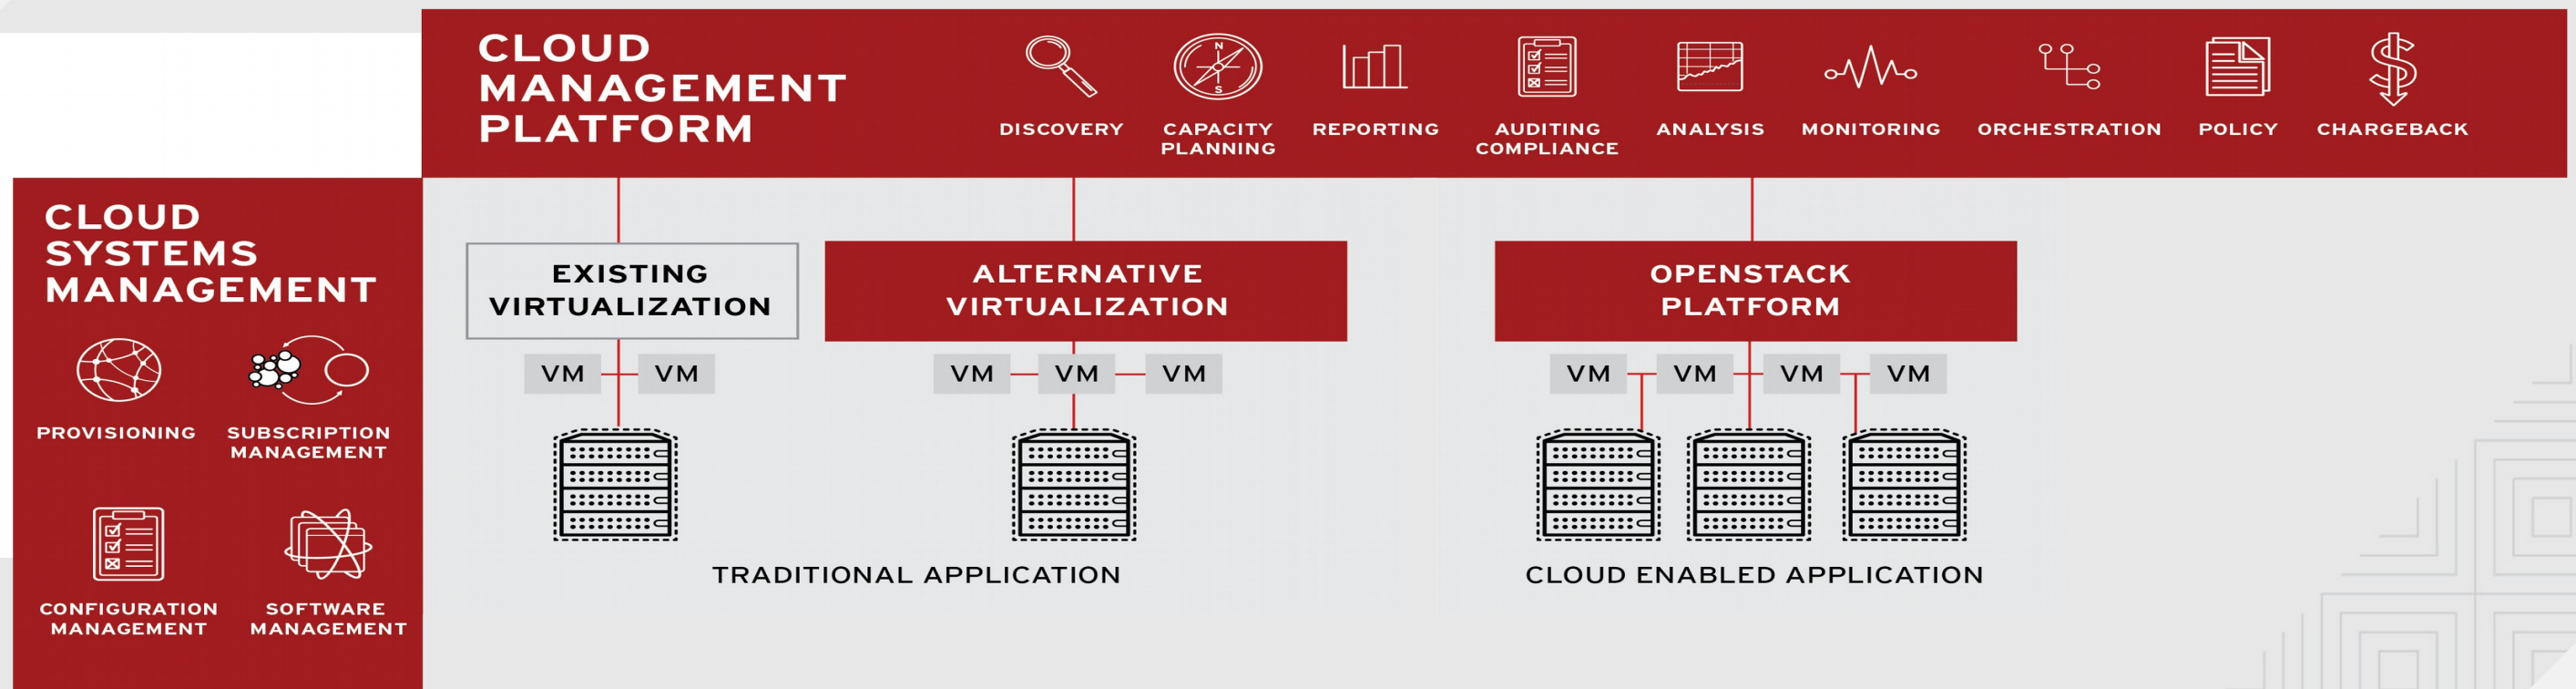 CLOUD
MANAGEMENT
PLATFORM
DISCOVERY
CAPACITY
PLANNING
REPORTING
AUDITING
COMPLIANCE
ANALYSIS
MONITORING
ORCHESTRATION
POLICY
CHARGEBACK
CLOUD
SYSTEMS
MANAGEMENT
PROVISIONING
SUBSCRIPTION
MANAGEMENT
CONFIGURATION
MANAGEMENT
SOFTWARE
MANAGEMENT
EXISTING
VIRTUALIZATION
VM VM
ALTERNATIVE
VIRTUALIZATION
VM VM VM
TRADITIONAL APPLICATION
OPENSTACK
PLATFORM
VM VM VM VM
CLOUD ENABLED APPLICATION
N
S